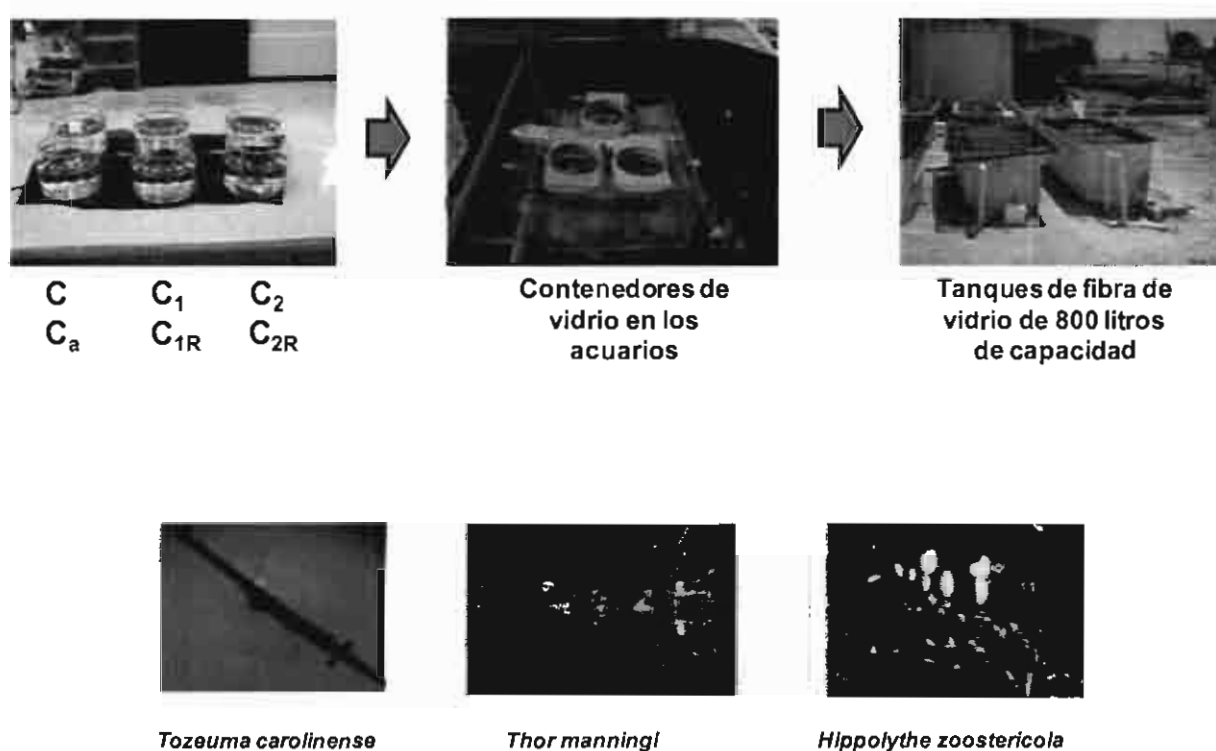 C C₁ C₂
Cₐ C₁R C₂R
Contenedores de
vidrio en los
acuarios
Tanques de fibra de
vidrio de 800 litros
de capacidad
Tozeuma carolinense Thor manningi Hippolythe zoostericola